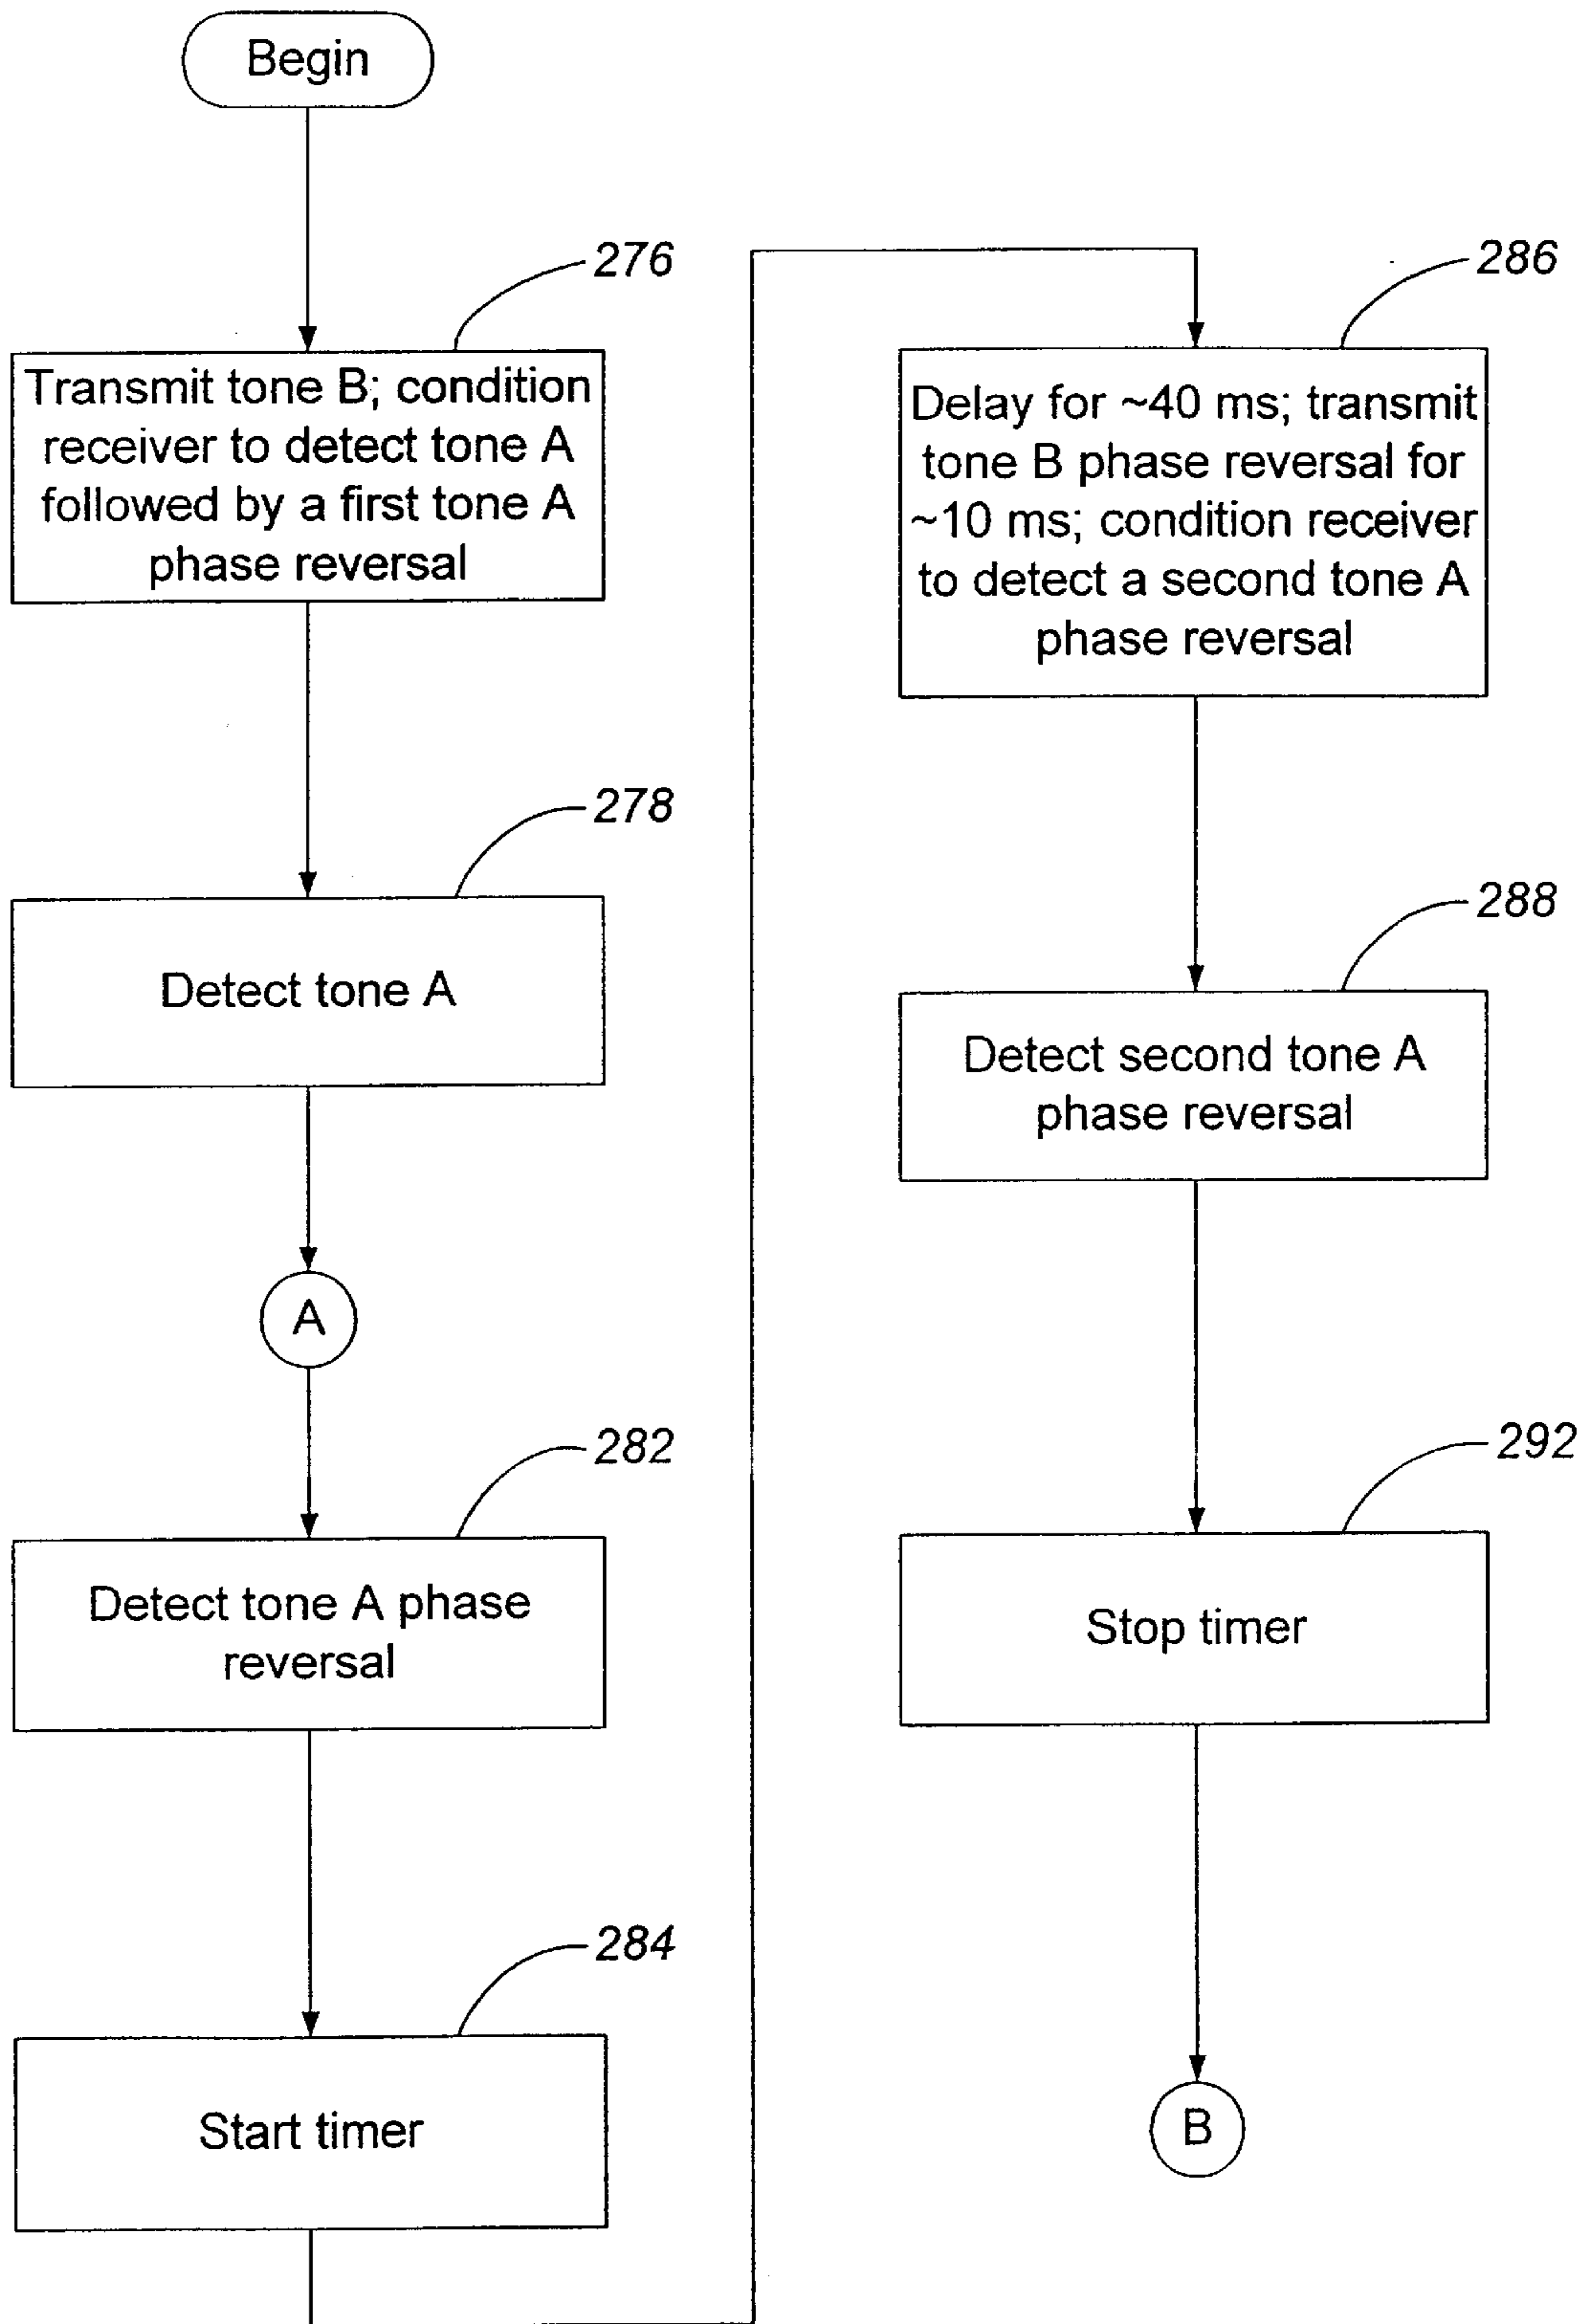 Begin
276
Transmit tone B; condition
receiver to detect tone A
followed by a first tone A
phase reversal
278
Detect tone A
A
282
Detect tone A phase
reversal
284
Start timer
286
Delay for ~40 ms; transmit
tone B phase reversal for
~10 ms; condition receiver
to detect a second tone A
phase reversal
288
Detect second tone A
phase reversal
292
Stop timer
B